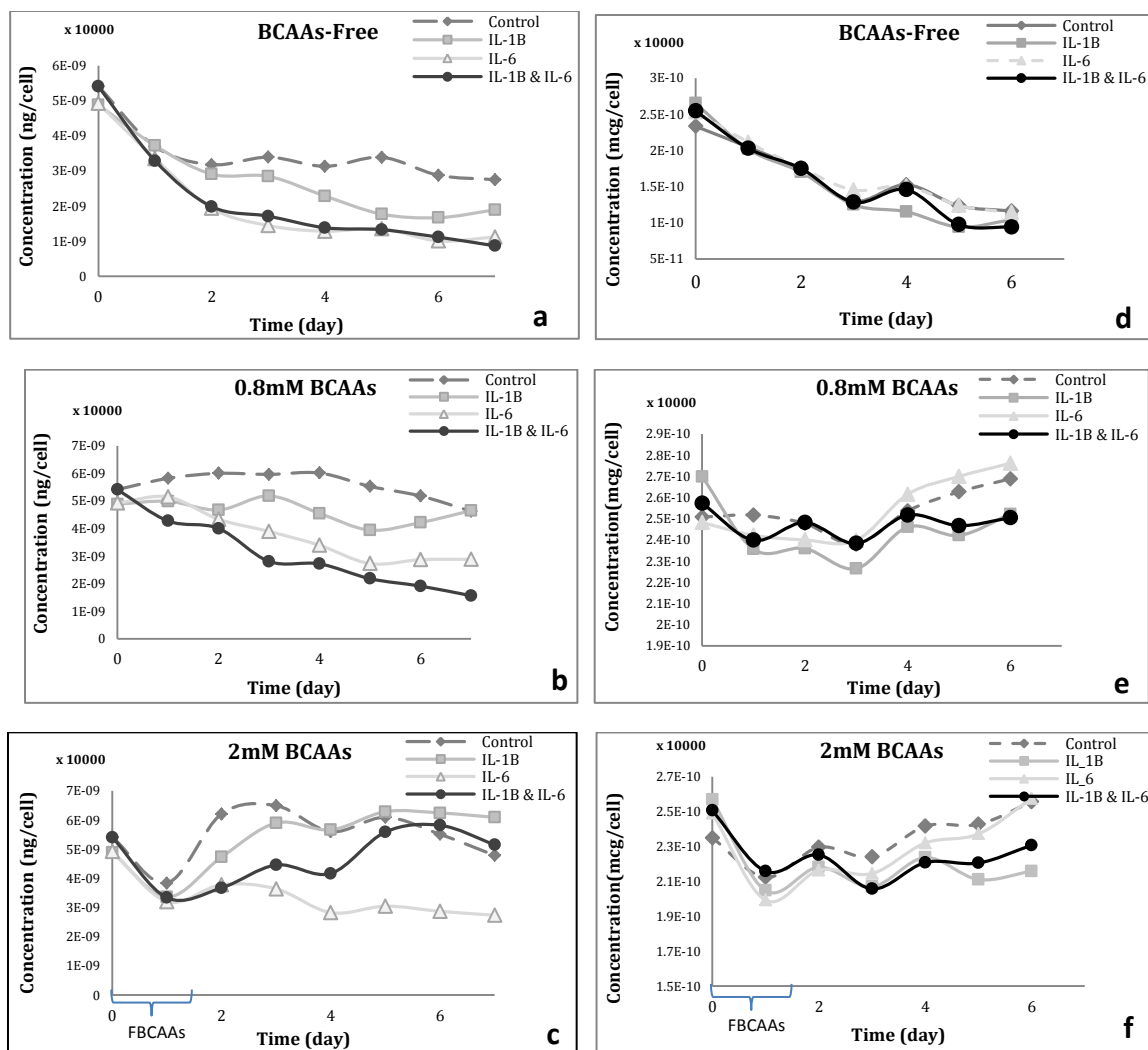 BCAAs-Free
x 10000
Control
IL-1B
IL-6
IL-1B & IL-6
Concentration (ng/cell)
6E-09
5E-09
4E-09
3E-09
2E-09
1E-09
0
0 2 4 6
Time (day)
a
BCAAs-Free
x 10000
Control
IL-1B
IL-6
IL-1B & IL-6
Concentration (mcg/cell)
3E-10
2.5E-10
2E-10
1.5E-10
1E-10
5E-11
0 2 4 6
Time (day)
d
0.8mM BCAAs
x 10000
Control
IL-1B
IL-6
IL-1B & IL-6
Concentration (ng/cell)
7E-09
6E-09
5E-09
4E-09
3E-09
2E-09
1E-09
0
0 2 4 6
Time (day)
b
0.8mM BCAAs
x 10000
Control
IL-1B
IL-6
IL-1B & IL-6
Concentration(mcg/cell)
2.9E-10
2.8E-10
2.7E-10
2.6E-10
2.5E-10
2.4E-10
2.3E-10
2.2E-10
2.1E-10
2E-10
1.9E-10
0 2 4 6
Time (day)
e
2mM BCAAs
x 10000
Control
IL-1B
IL-6
IL-1B & IL-6
Concentration (ng/cell)
7E-09
6E-09
5E-09
4E-09
3E-09
2E-09
1E-09
0
0 2 4 6
FBCAAs
Time (day)
c
2mM BCAAs
x 10000
Control
IL_1B
IL_6
IL-1B & IL-6
Concentration(mcg/cell)
2.7E-10
2.5E-10
2.3E-10
2.1E-10
1.9E-10
1.7E-10
1.5E-10
0 2 4 6
FBCAAs
Time (day)
f